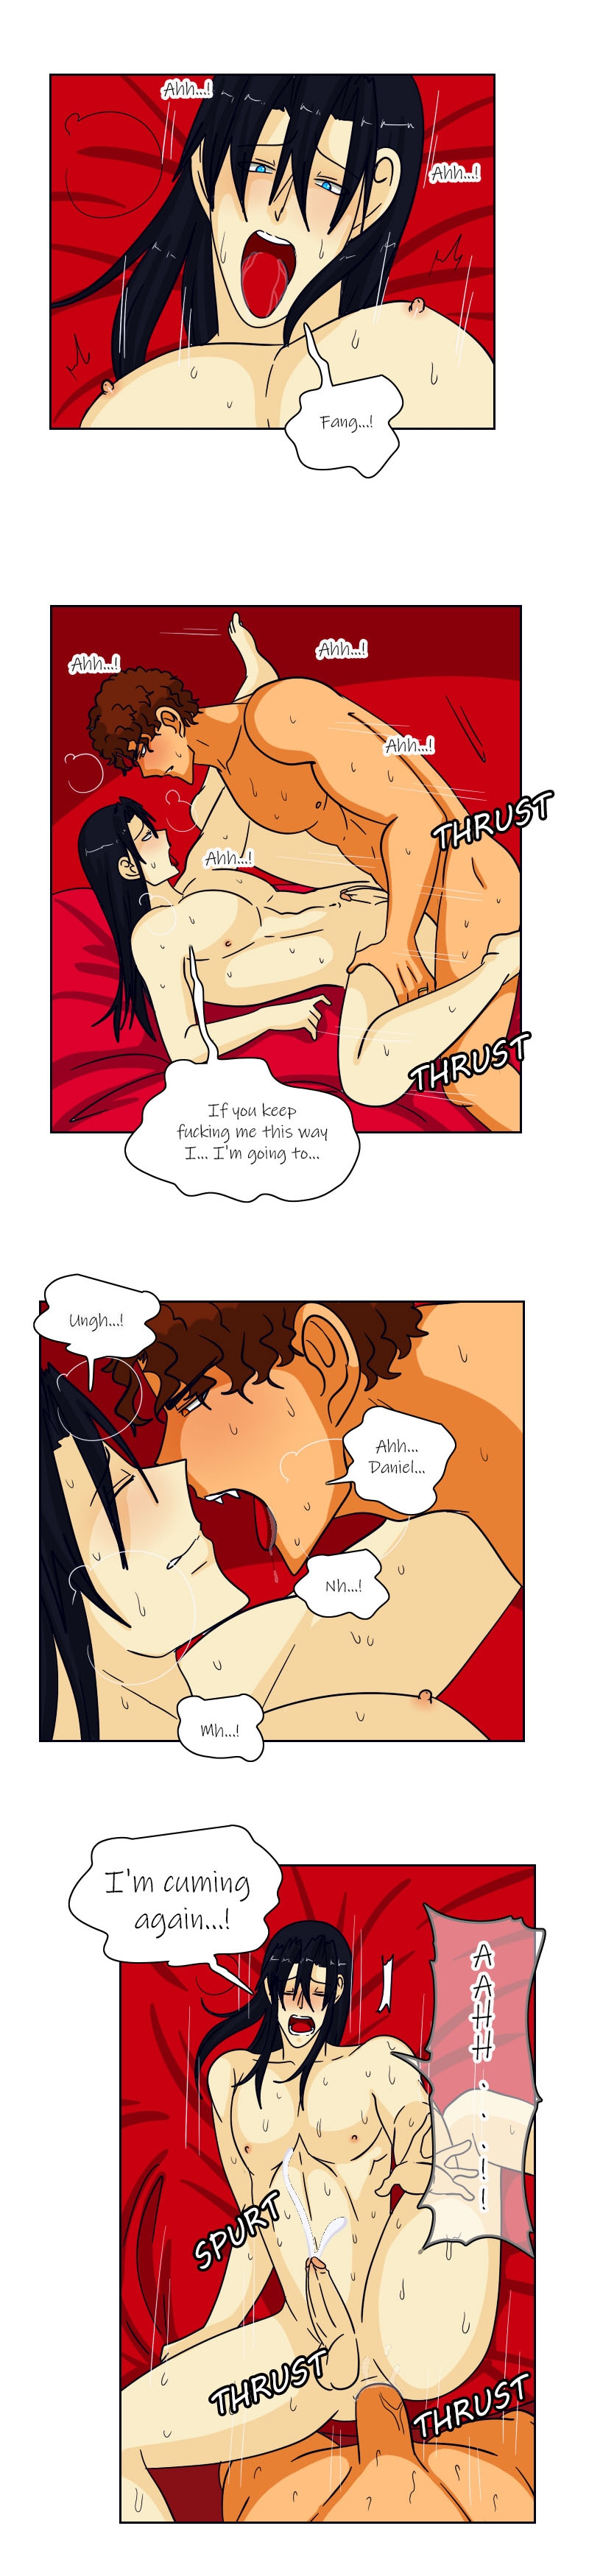 Ahh...!
Ahh...!
Fang...!
Ahh...!
Ahh...!
Ahh...!
THRUST
Ahh...!
THRUST
If you keep
fucking me this way
I... I'm going to...
Ungh...!
Ahh...
Daniel...
Nh...!
Mh...!
I'm cuming
again...!
AAHH...!!
SPURT
THRUST
THRUST